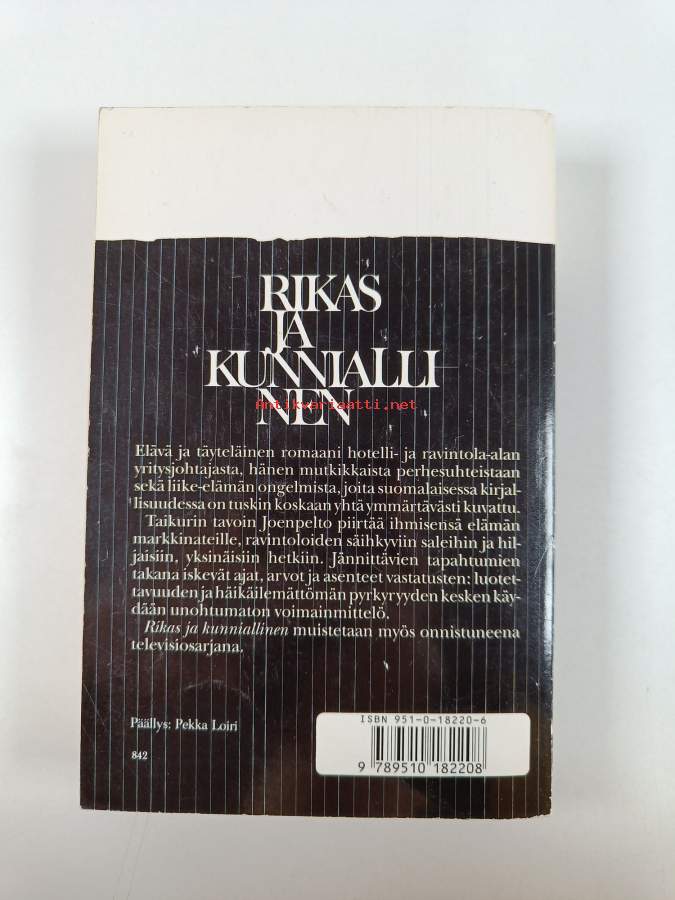 RIKAS
JA
KUNNIALLI
NEN
Antikvariaatti.net
Elävä ja täyteläinen romaani hotelli- ja ravintola-alan
yritysjohtajasta, hänen mutkikkaista perhesuhteistaan
sekä liike-elämän ongelmista, joita suomalaisessa kirjal-
lisuudessa on tuskin koskaan yhtä ymmärtävästi kuvattu.
Taikurin tavoin Joenpelto piirtää ihmisensä elämän
markkinateille, ravintoloiden säihkyviin saleihin ja hil-
jaisiin, yksinäisiin hetkiin. Jännittävien tapahtumien
takana iskevät ajat, arvot ja asenteet vastatusten: luotet-
tavuuden ja häikäilemättömän pyrkyryyden kesken käy-
dään unohtumaton voimainmittelö.
Rikas ja kunniallinen muistetaan myös onnistuneena
televisiosarjana.
Päällys: Pekka Loiri
842
ISBN 951-0-18220-6
9 789510 182208